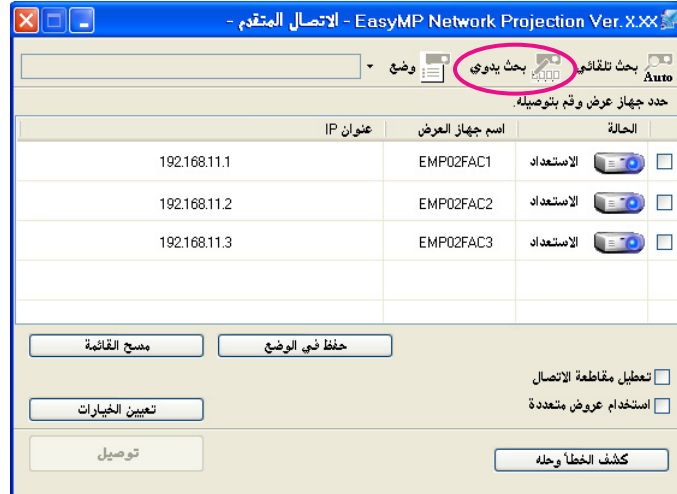 EasyMP Network Projection Ver.X.XX - الاتصال المتقدم -
Auto بحث تلقائي بحث يدوي وضع
حدد جهاز عرض وقم بتوصيله.
الحالة اسم جهاز العرض عنوان IP
الاستعداد EMP02FAC1 192.168.11.1
الاستعداد EMP02FAC2 192.168.11.2
الاستعداد EMP02FAC3 192.168.11.3
حفظ في الوضع مسح القائمة
تعطيل مقاطعة الاتصال
استخدام عروض متعددة تعيين الخيارات
كشف الخطأ وحله توصيل